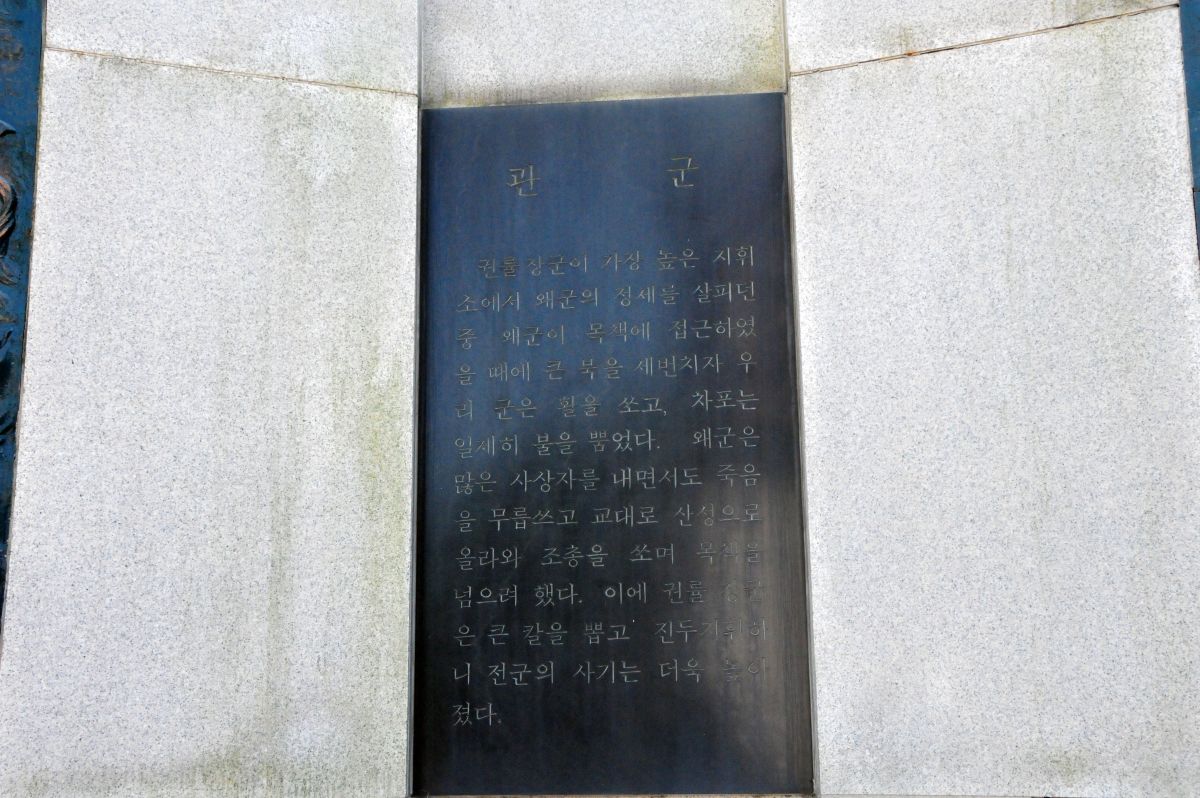 관 군
권률장군이 가장 높은 지휘
소에서 왜군의 정세를 살피던
중 왜군이 목책에 접근하였
을 때에 큰 북을 세번치자 우
리 군은 활을 쏘고, 차포는
일세히 불을 뿜었다. 왜군은
많은 사상자를 내면서도 죽음
을 무릅쓰고 교대로 산성으로
올라와 조총을 쏘며 목책을
넘으려 했다. 이에 권률 장군
은 큰 칼을 뽑고 진두지휘하
니 전군의 사기는 더욱 높아
졌다.